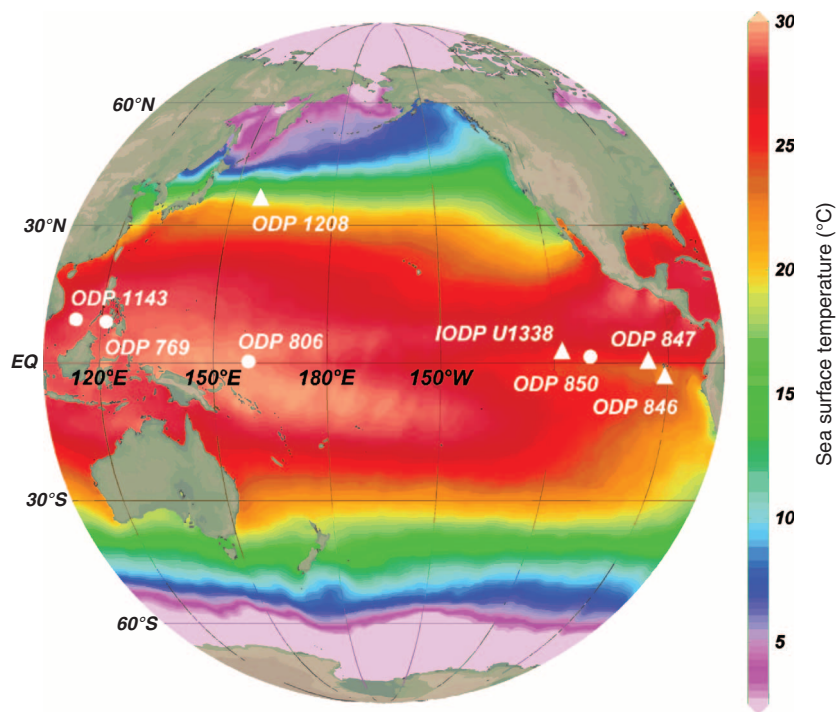 60°N
30°N
EQ
30°S
60°S
ODP 1208
ODP 1143
ODP 769
ODP 806
IODP U1338
ODP 847
ODP 850
ODP 846
120°E
150°E
180°E
150°W
30
25
20
15
10
5
Sea surface temperature (°C)